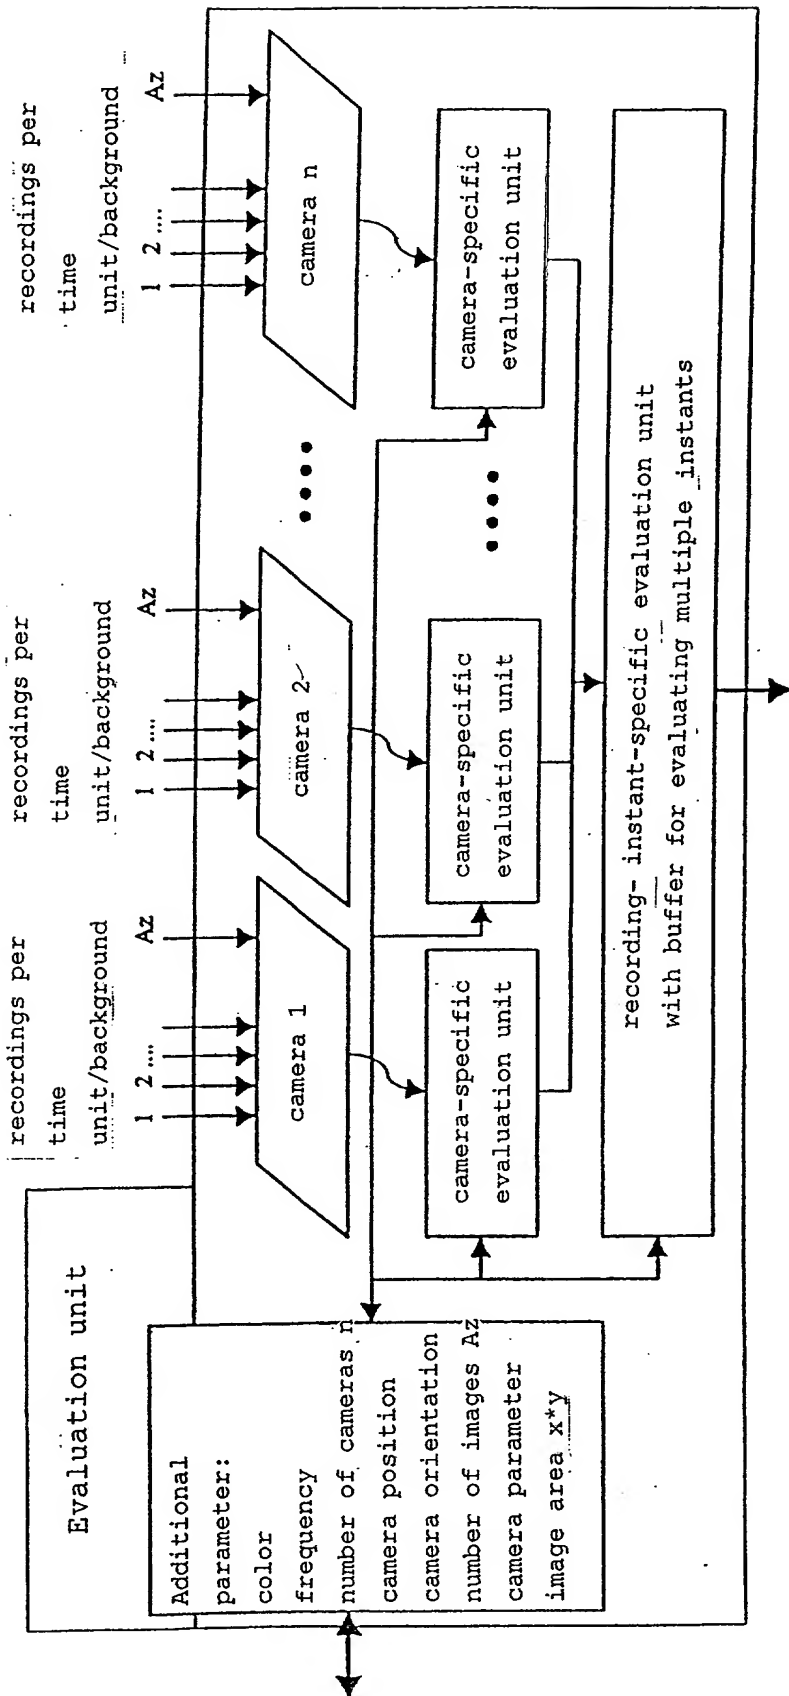 Evaluation unit
Additional
parameter:
color
frequency
number of cameras n
camera position
camera orientation
number of images Az
camera parameter
image area x*y
recordings per
time
unit/background
1 2 .... Az
camera 1
camera-specific
evaluation unit
recordings per
time
unit/background
1 2 .... Az
camera 2
camera-specific
evaluation unit
recordings per
time
unit/background
1 2 .... Az
camera n
camera-specific
evaluation unit
recording- instant-specific evaluation unit
with buffer for evaluating multiple instants